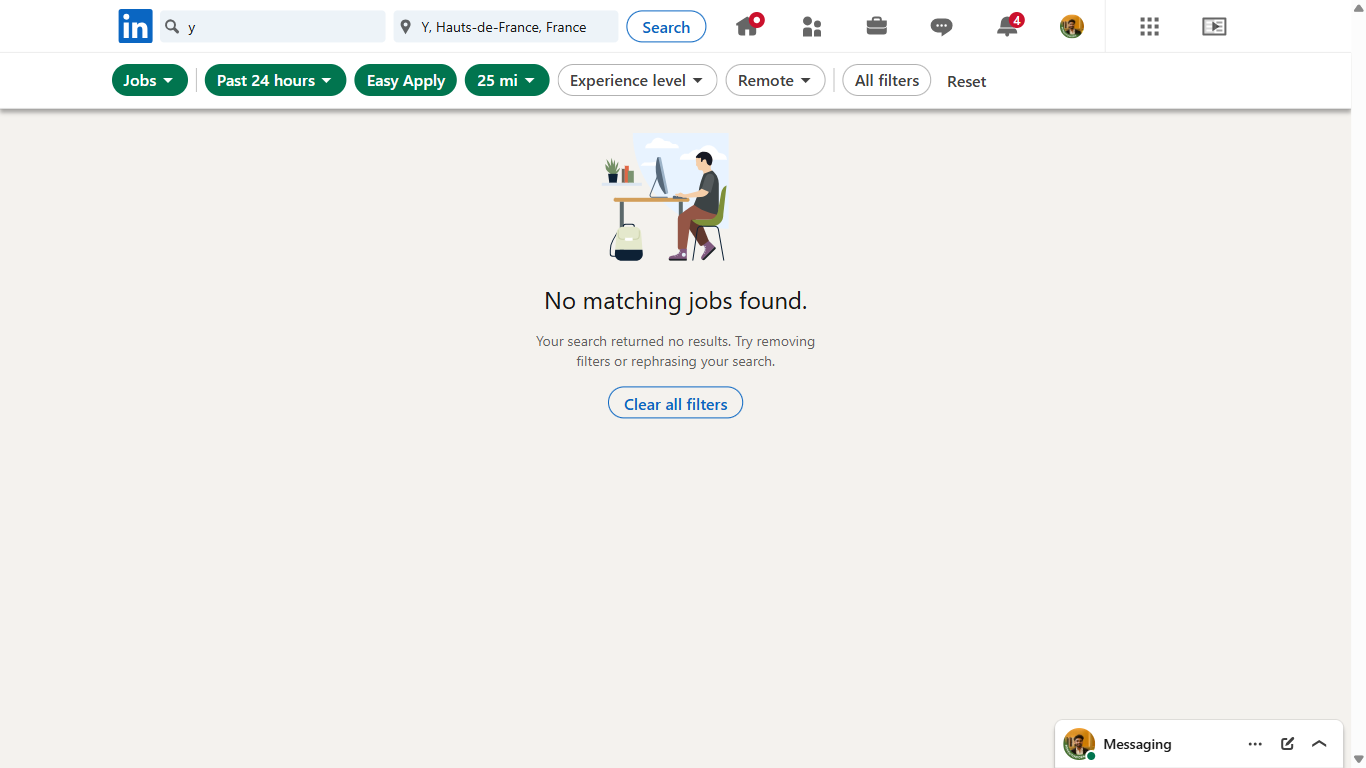 in
y
Y, Hauts-de-France, France
Search
4
Jobs
Past 24 hours
Easy Apply
25 mi
Experience level
Remote
All filters
Reset
No matching jobs found.
Your search returned no results. Try removing
filters or rephrasing your search.
Clear all filters
Messaging